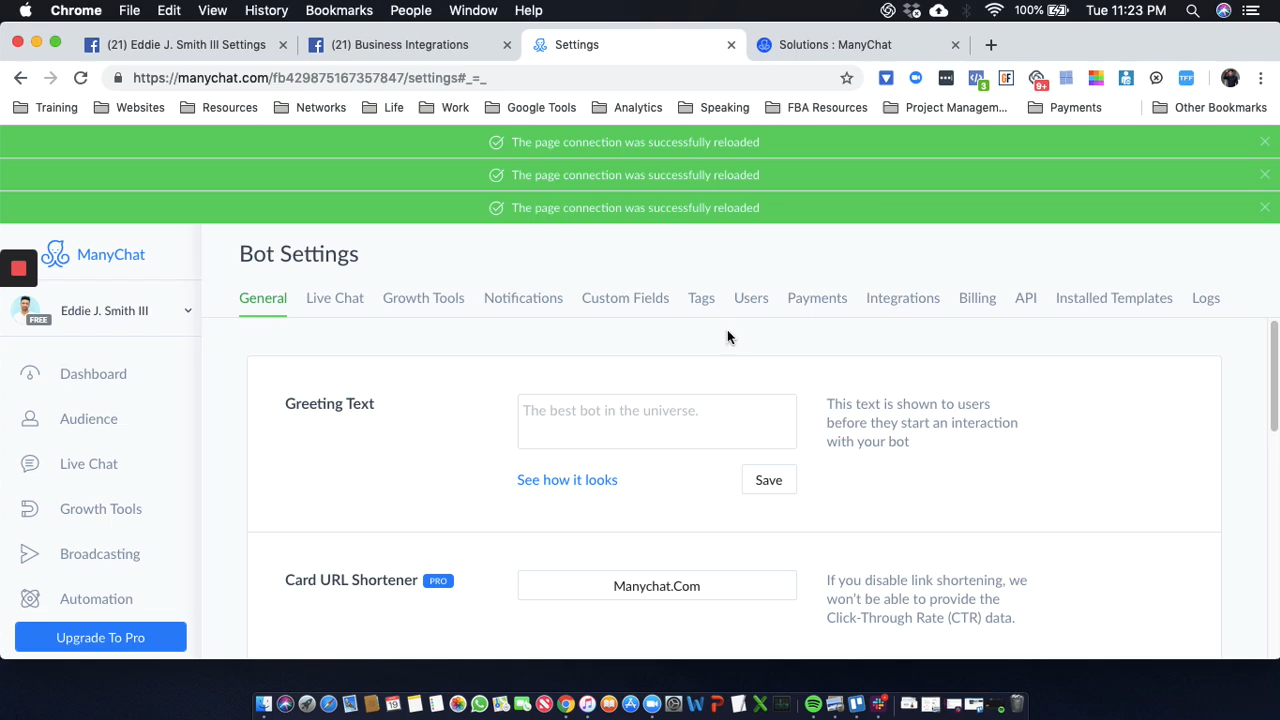 Chrome File Edit View History Bookmarks People Window Help 100% Tue 11:23 PM
(21) Eddie J. Smith III Settings (21) Business Integrations Settings Solutions : ManyChat
https://manychat.com/fb429875167357847/settings#_=_
3 GF 9+ TFF
Training Websites Resources Networks Life Work Google Tools Analytics Speaking FBA Resources Project Managem... Payments Other Bookmarks
The page connection was successfully reloaded
The page connection was successfully reloaded
The page connection was successfully reloaded
ManyChat
Bot Settings
Eddie J. Smith III
FREE
General Live Chat Growth Tools Notifications Custom Fields Tags Users Payments Integrations Billing API Installed Templates Logs
Dashboard
Audience
Live Chat
Growth Tools
Broadcasting
Automation
Upgrade To Pro
Greeting Text
The best bot in the universe.
This text is shown to users
before they start an interaction
with your bot
See how it looks
Save
Card URL Shortener PRO
Manychat.Com
If you disable link shortening, we
won't be able to provide the
Click-Through Rate (CTR) data.
19